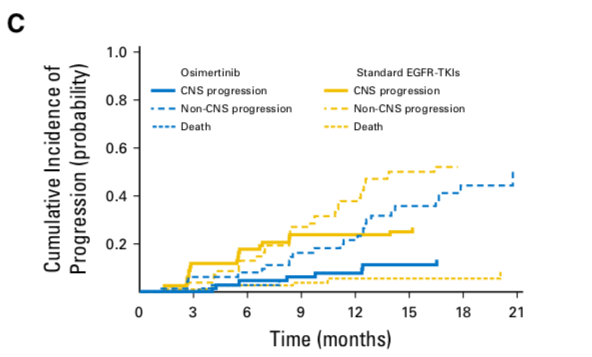 C
Cumulative Incidence of
Progression (probability)
1.0
0.8
0.6
0.4
0.2
Osimertinib
CNS progression
Non-CNS progression
Death
Standard EGFR-TKIs
CNS progression
Non-CNS progression
Death
0 3 6 9 12 15 18 21
Time (months)